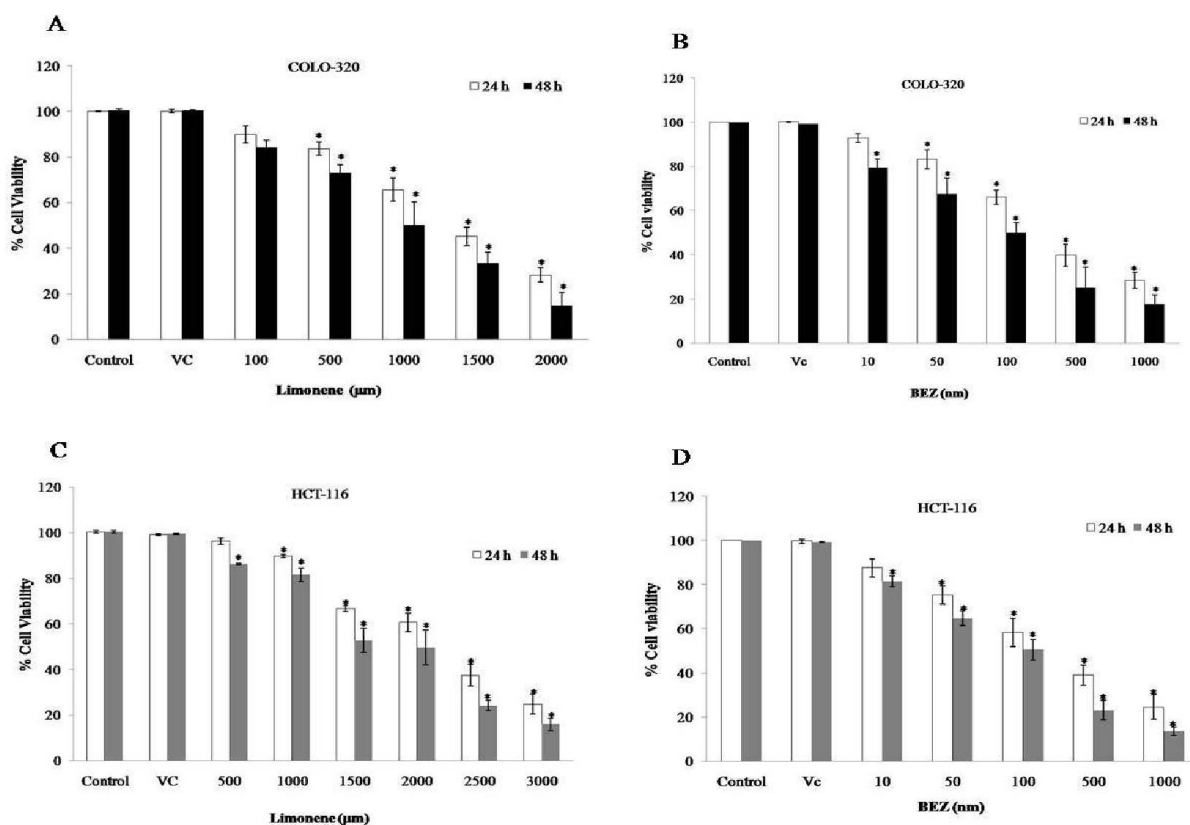 A
COLO-320
24 h 48 h
120
100
80
60
40
20
0
% Cell Viability
* * * * * * * *
Control VC 100 500 1000 1500 2000
Limonene (µm)
B
COLO-320
24 h 48 h
120
100
80
60
40
20
0
% Cell viability
* * * * * * * * *
Control Vc 10 50 100 500 1000
BEZ (nm)
C
HCT-116
24 h 48 h
120
100
80
60
40
20
0
% Cell Viability
* * * * * * * * * * *
Control VC 500 1000 1500 2000 2500 3000
Limonene (µm)
D
HCT-116
24 h 48 h
120
100
80
60
40
20
0
% Cell viability
* * * * * * * * *
Control Vc 10 50 100 500 1000
BEZ (nm)